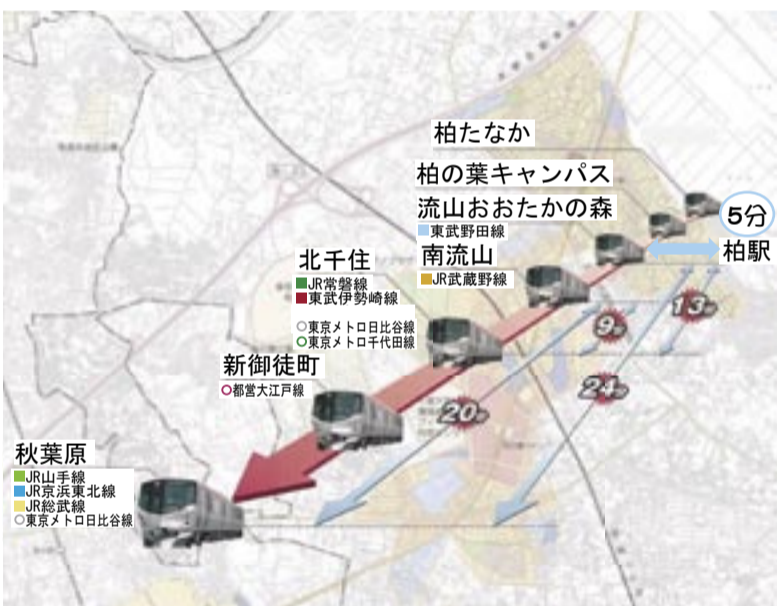 柏たなか
柏の葉キャンパス
流山おおたかの森
東武野田線
5分
柏駅
南流山
JR武蔵野線
北千住
JR常磐線
東武伊勢崎線
東京メトロ日比谷線
東京メトロ千代田線
13分
9分
24分
20分
新御徒町
都営大江戸線
秋葉原
JR山手線
JR京浜東北線
JR総武線
東京メトロ日比谷線